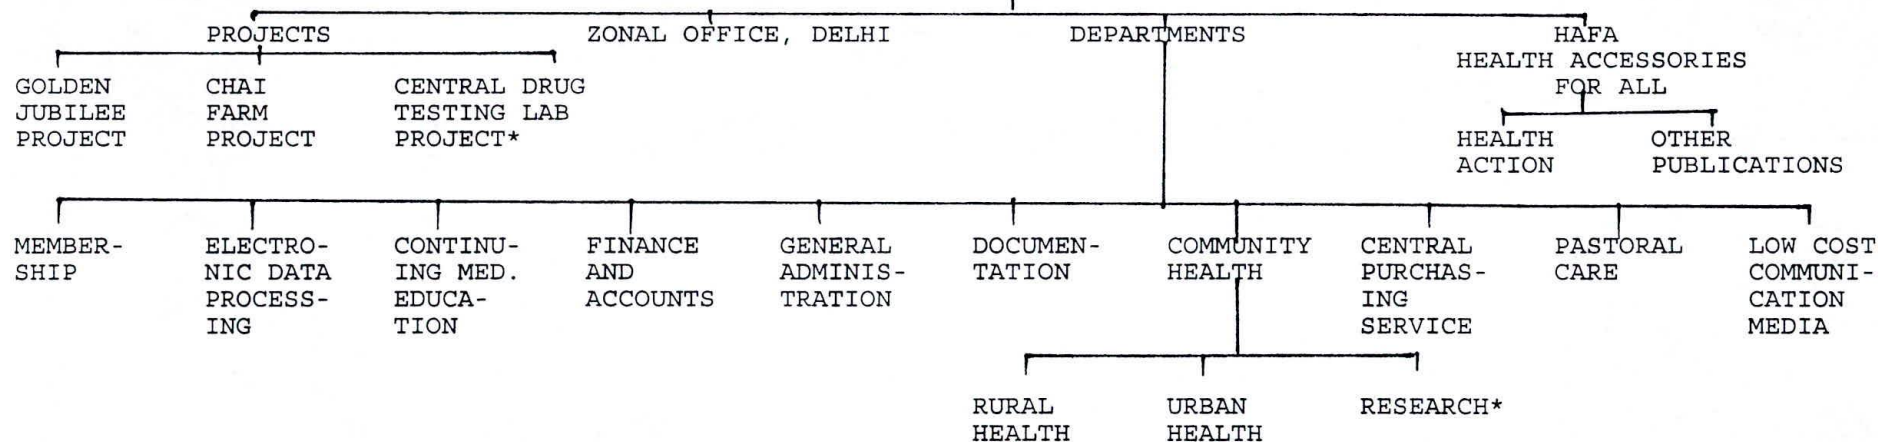 PROJECTS ZONAL OFFICE, DELHI DEPARTMENTS HAFA
HEALTH ACCESSORIES
FOR ALL
GOLDEN CHAI CENTRAL DRUG
JUBILEE FARM TESTING LAB
PROJECT PROJECT PROJECT*
HEALTH OTHER
ACTION PUBLICATIONS
MEMBER- ELECTRO- CONTINU- FINANCE GENERAL DOCUMEN- COMMUNITY CENTRAL PASTORAL LOW COST
SHIP NIC DATA ING MED. AND ADMINIS- TATION HEALTH PURCHAS- CARE COMMUNI-
PROCESS- EDUCA- ACCOUNTS TRATION ING CATION
ING TION SERVICE MEDIA
RURAL URBAN RESEARCH*
HEALTH HEALTH